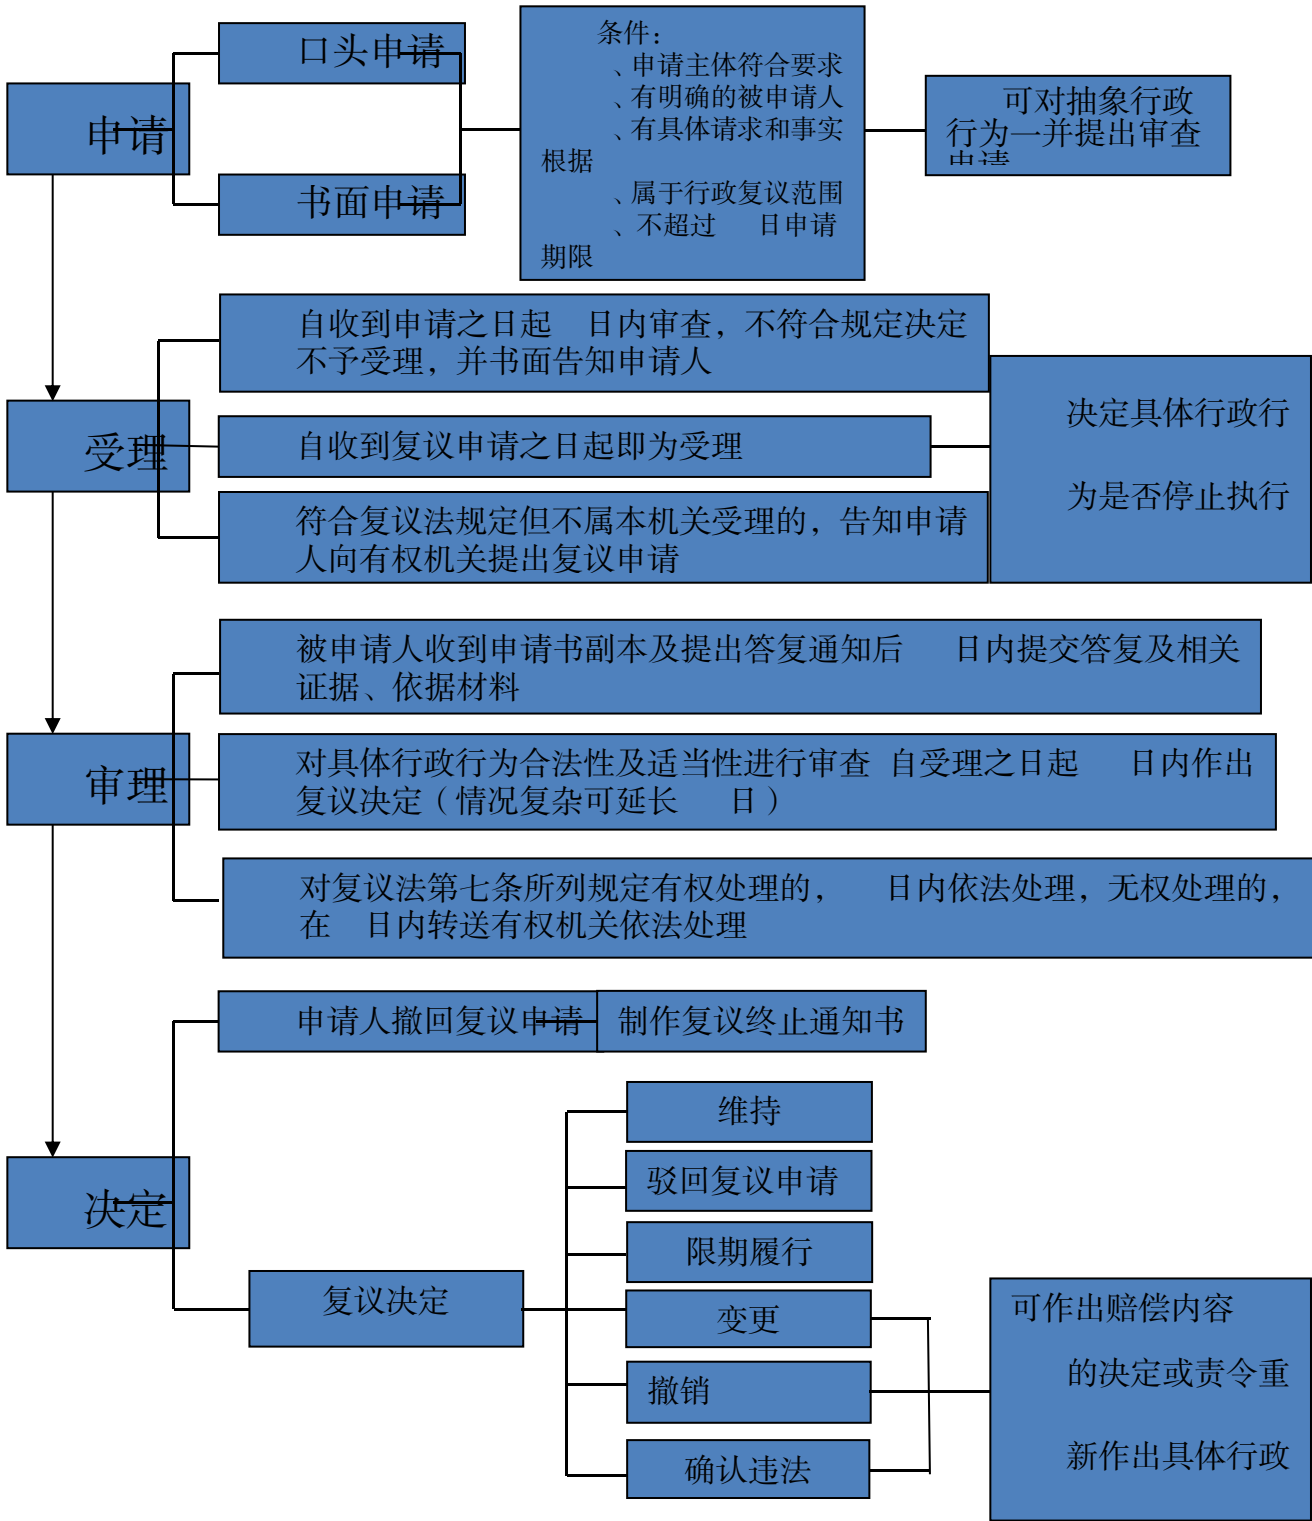 申请
口头申请
书面申请
条件：
、申请主体符合要求
、有明确的被申请人
、有具体请求和事实
根据
、属于行政复议范围
、不超过 日申请
期限
可对抽象行政
行为一并提出审查
申请
受理
自收到申请之日起 日内审查，不符合规定决定
不予受理，并书面告知申请人
自收到复议申请之日起即为受理
符合复议法规定但不属本机关受理的，告知申请
人向有权机关提出复议申请
决定具体行政行
为是否停止执行
审理
被申请人收到申请书副本及提出答复通知后 日内提交答复及相关
证据、依据材料
对具体行政行为合法性及适当性进行审查 自受理之日起 日内作出
复议决定（情况复杂可延长 日）
对复议法第七条所列规定有权处理的， 日内依法处理，无权处理的，
在 日内转送有权机关依法处理
决定
申请人撤回复议申请
制作复议终止通知书
复议决定
维持
驳回复议申请
限期履行
变更
撤销
确认违法
可作出赔偿内容
的决定或责令重
新作出具体行政